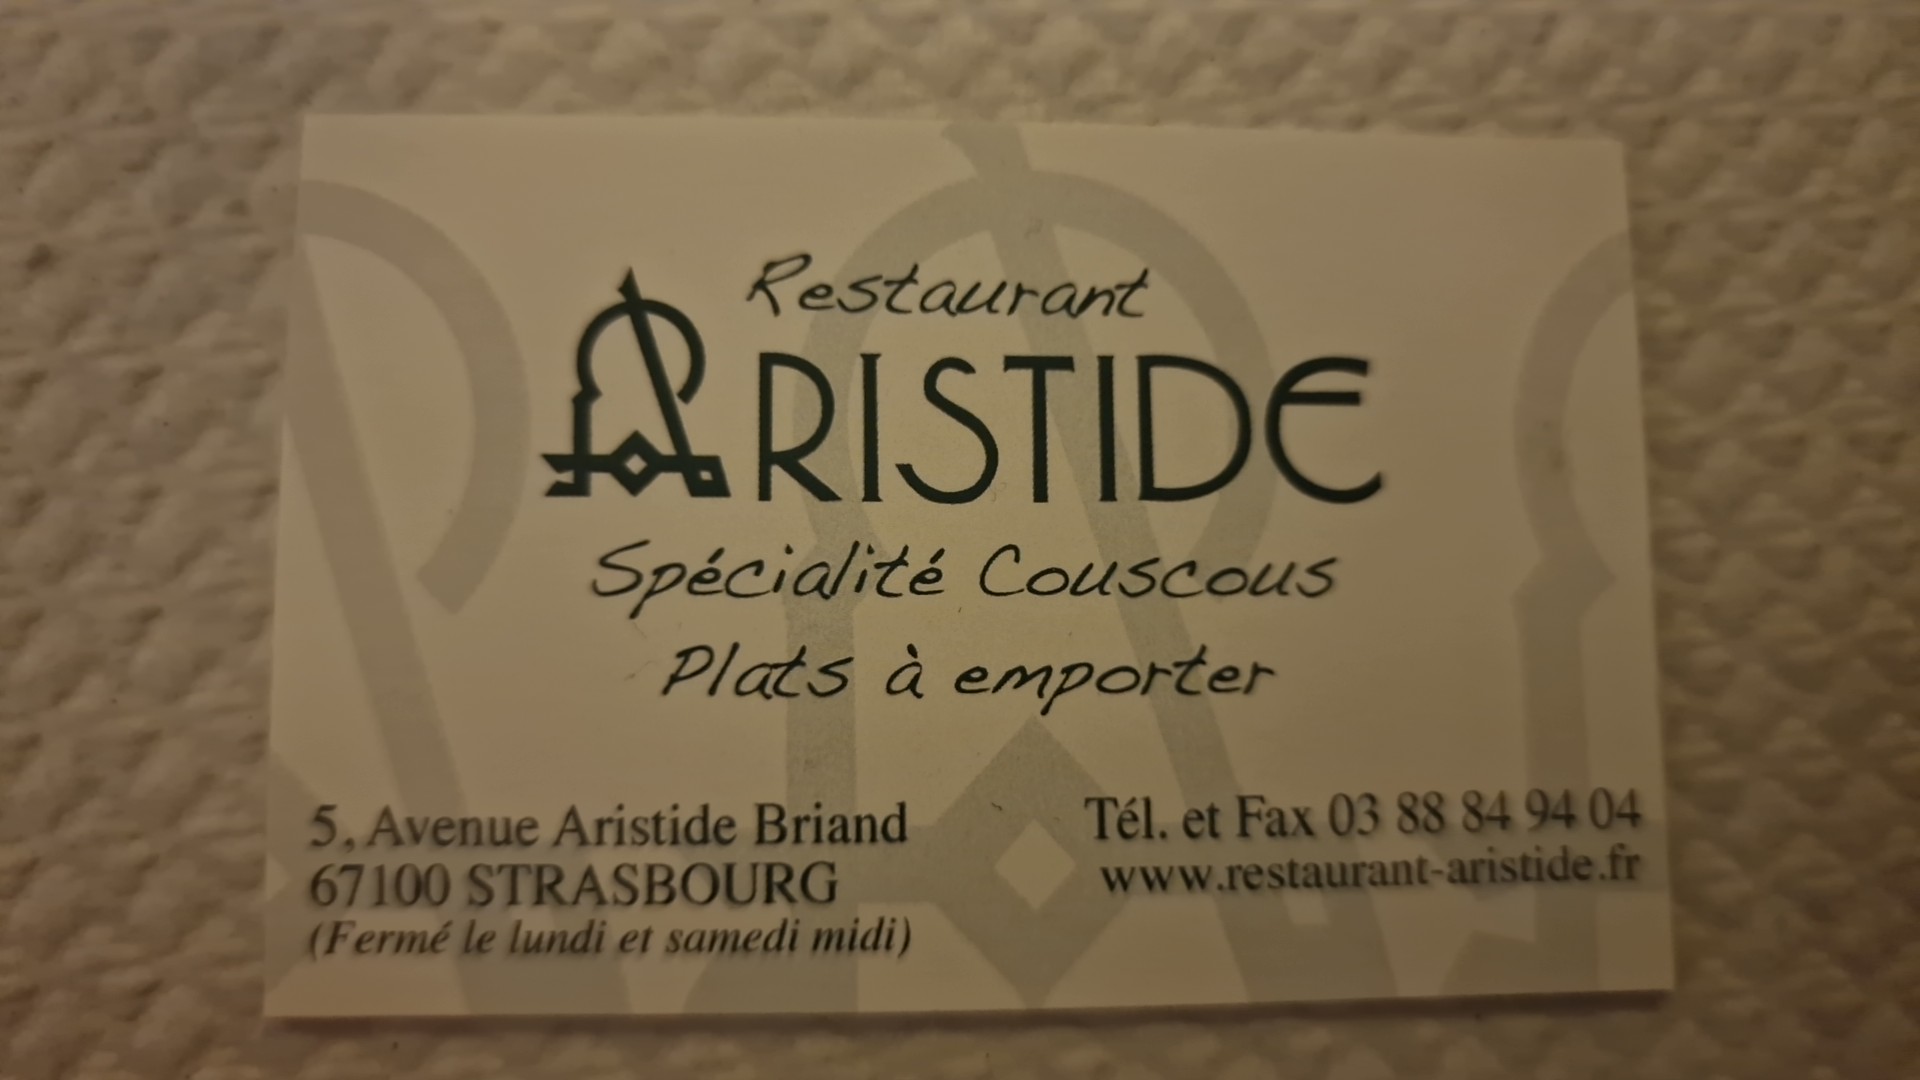 Restaurant
ARISTIDE
Spécialité Couscous
Plats à emporter
5, Avenue Aristide Briand
67100 STRASBOURG
(Fermé le lundi et samedi midi)
Tél. et Fax 03 88 84 94 04
www.restaurant-aristide.fr